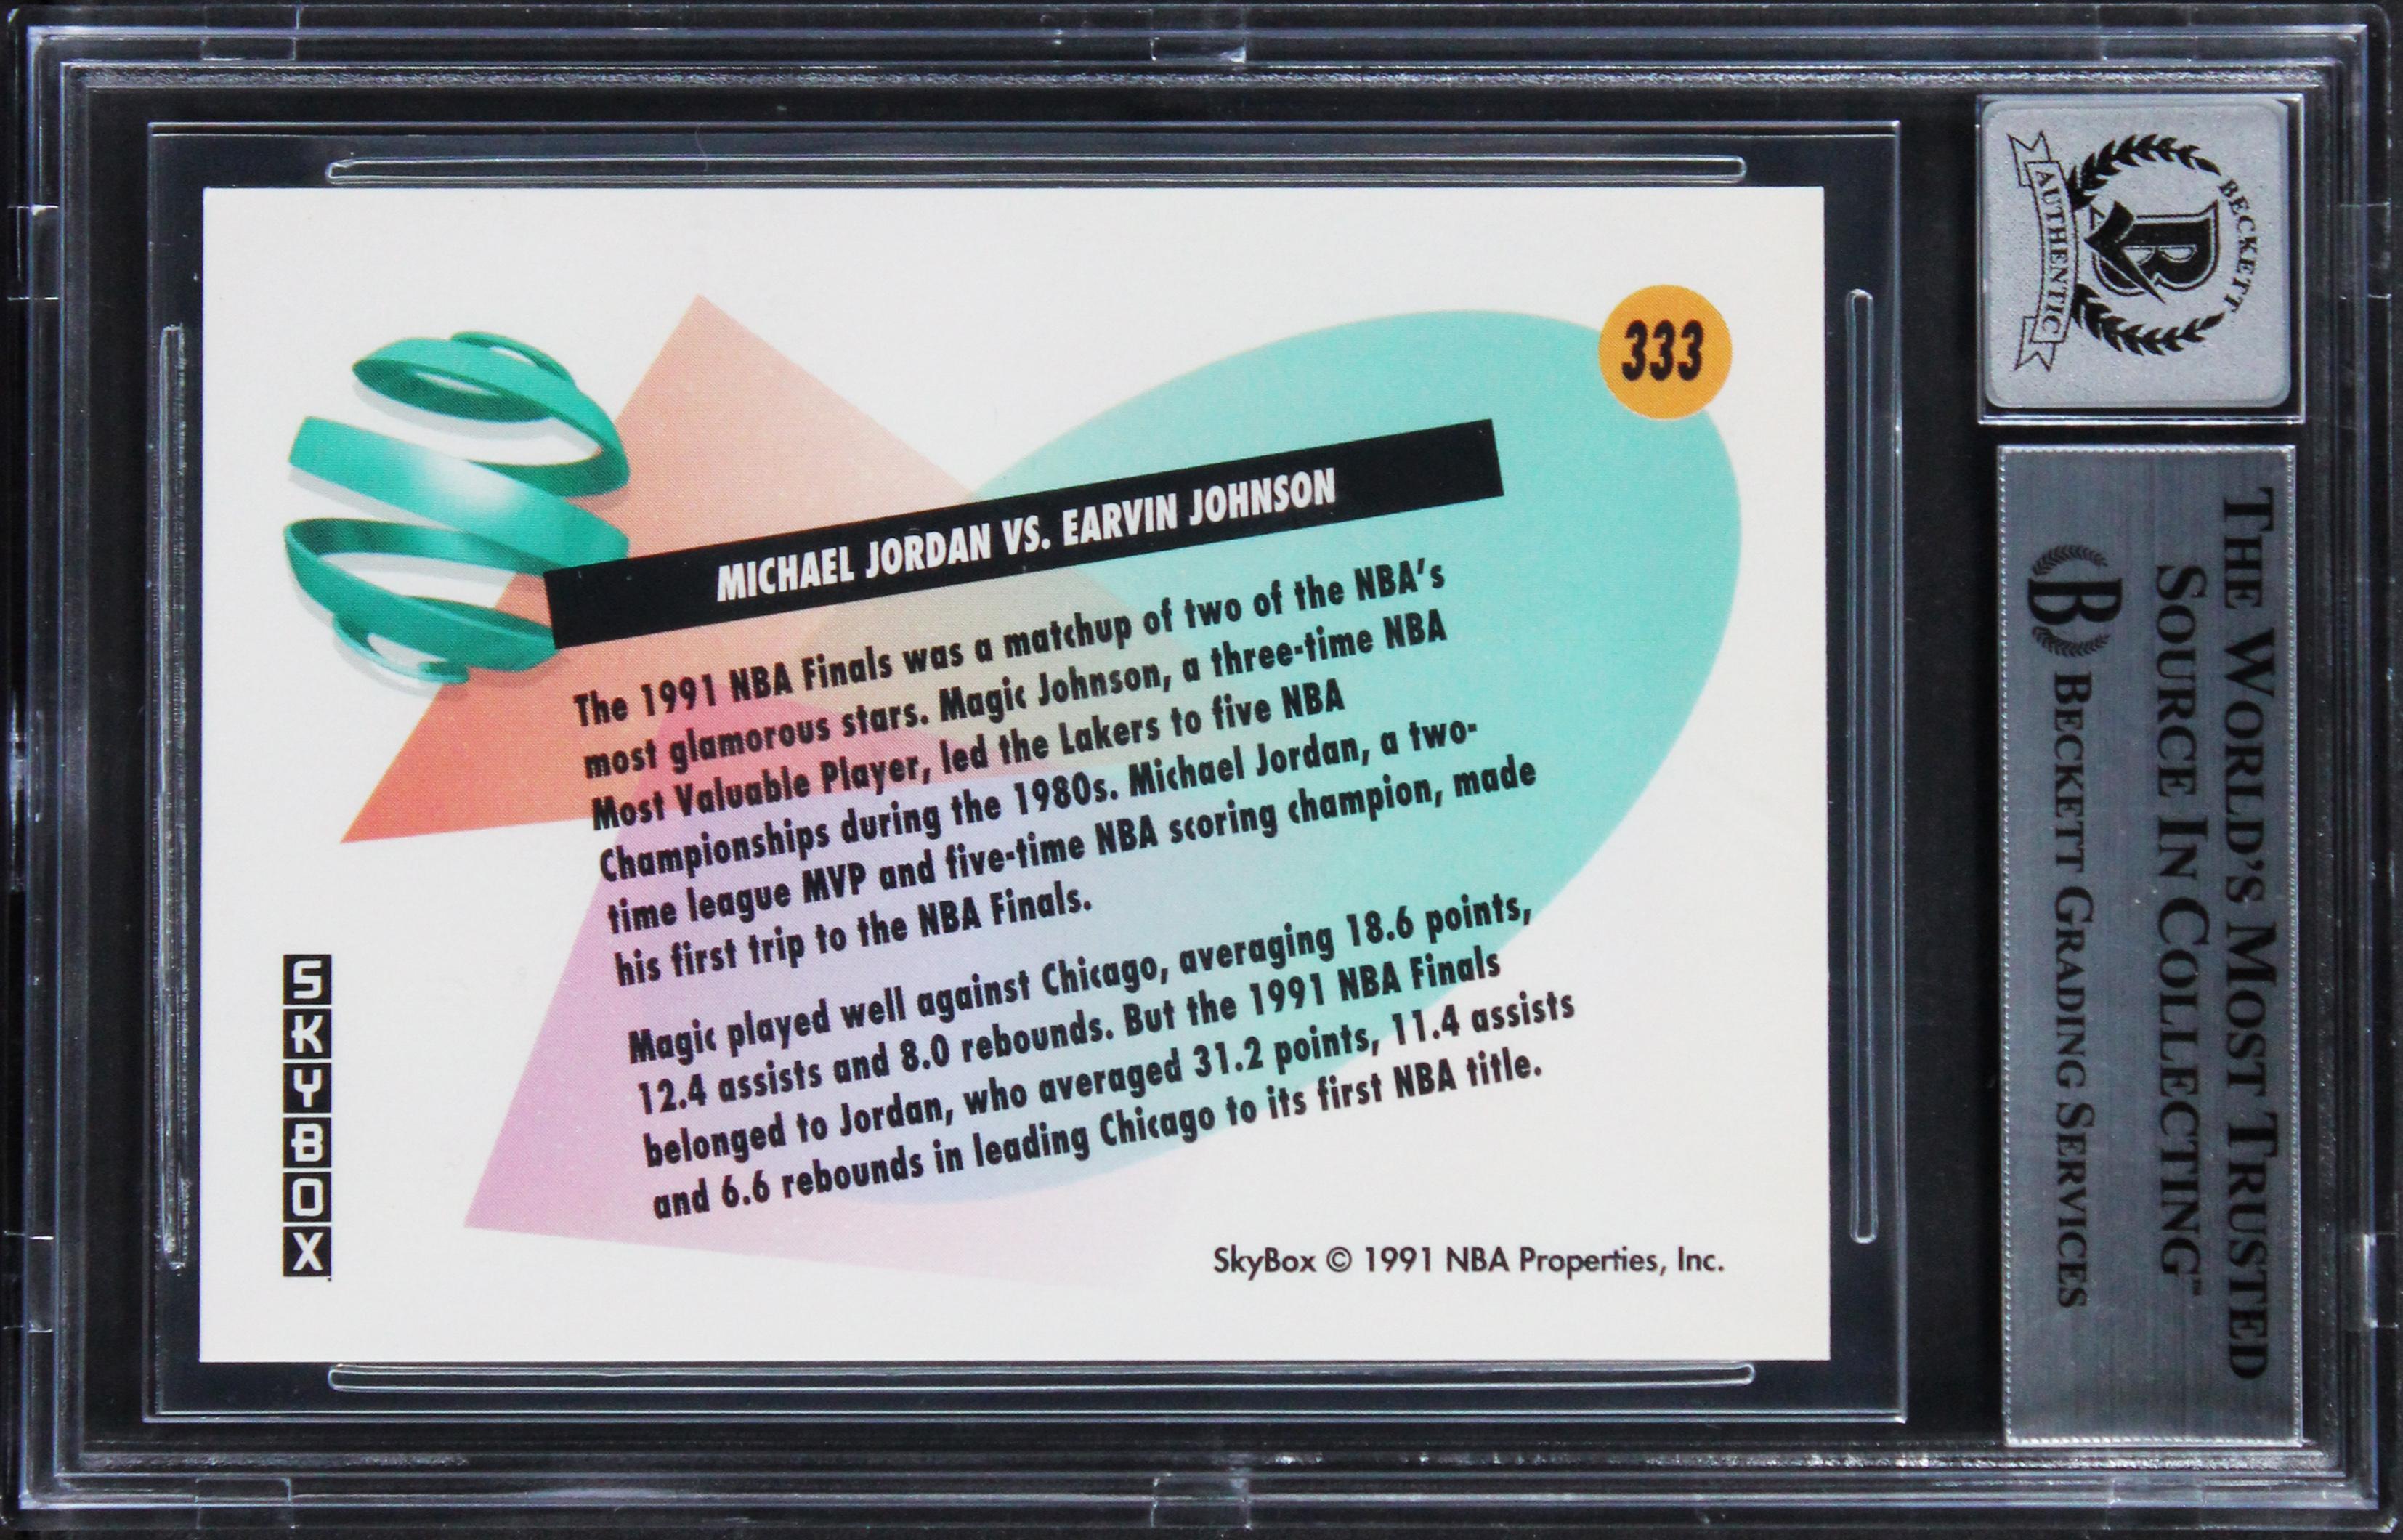 333
MICHAEL JORDAN VS. EARVIN JOHNSON
The 1991 NBA Finals was a matchup of two of the NBA's
most glamorous stars. Magic Johnson, a three-time NBA
Most Valuable Player, led the Lakers to five NBA
Championships during the 1980s. Michael Jordan, a two-
time league MVP and five-time NBA scoring champion, made
his first trip to the NBA Finals.
Magic played well against Chicago, averaging 18.6 points,
12.4 assists and 8.0 rebounds. But the 1991 NBA Finals
belonged to Jordan, who averaged 31.2 points, 11.4 assists
and 6.6 rebounds in leading Chicago to its first NBA title.
SKYBOX
SkyBox © 1991 NBA Properties, Inc.
BECKETT
B
AUTHENTIC
THE WORLD'S MOST TRUSTED
SOURCE IN COLLECTING™
B BECKETT GRADING SERVICES